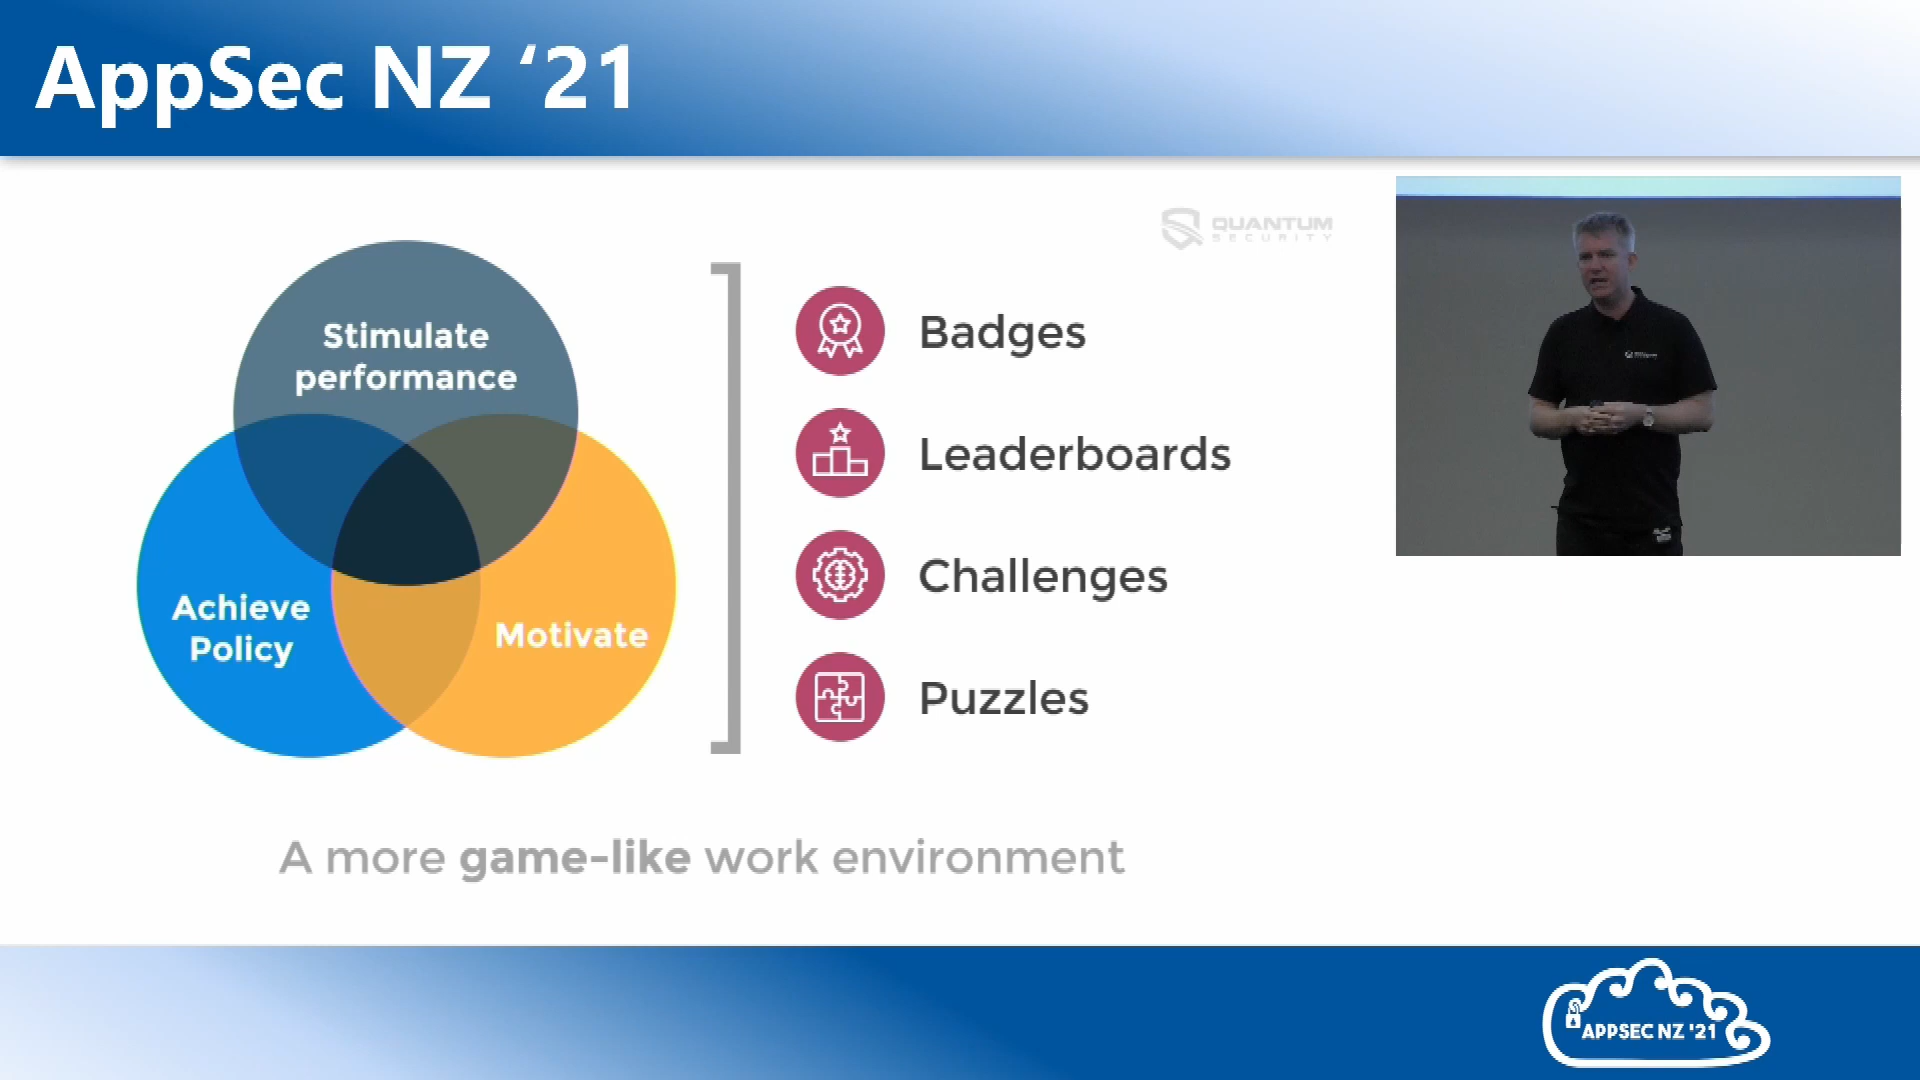 AppSec NZ ‘21
QUANTUM
SECURITY
Stimulate
performance
Achieve
Policy
Motivate
Badges
Leaderboards
Challenges
Puzzles
A more game-like work environment
APPSEC NZ '21